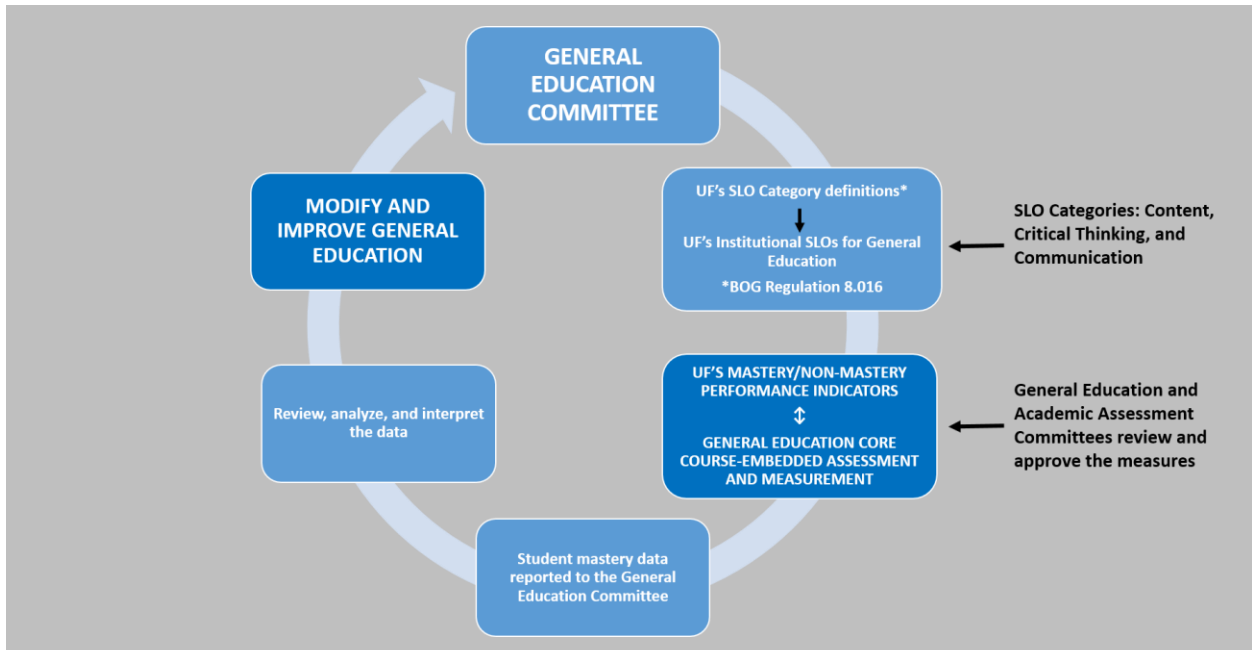 GENERAL
EDUCATION
COMMITTEE
UF's SLO Category definitions*
UF's Institutional SLOs for General
Education
*BOG Regulation 8.016
SLO Categories: Content,
Critical Thinking, and
Communication
UF'S MASTERY/NON-MASTERY
PERFORMANCE INDICATORS
GENERAL EDUCATION CORE
COURSE-EMBEDDED ASSESSMENT
AND MEASUREMENT
General Education and
Academic Assessment
Committees review and
approve the measures
Student mastery data
reported to the General
Education Committee
Review, analyze, and interpret
the data
MODIFY AND
IMPROVE GENERAL
EDUCATION